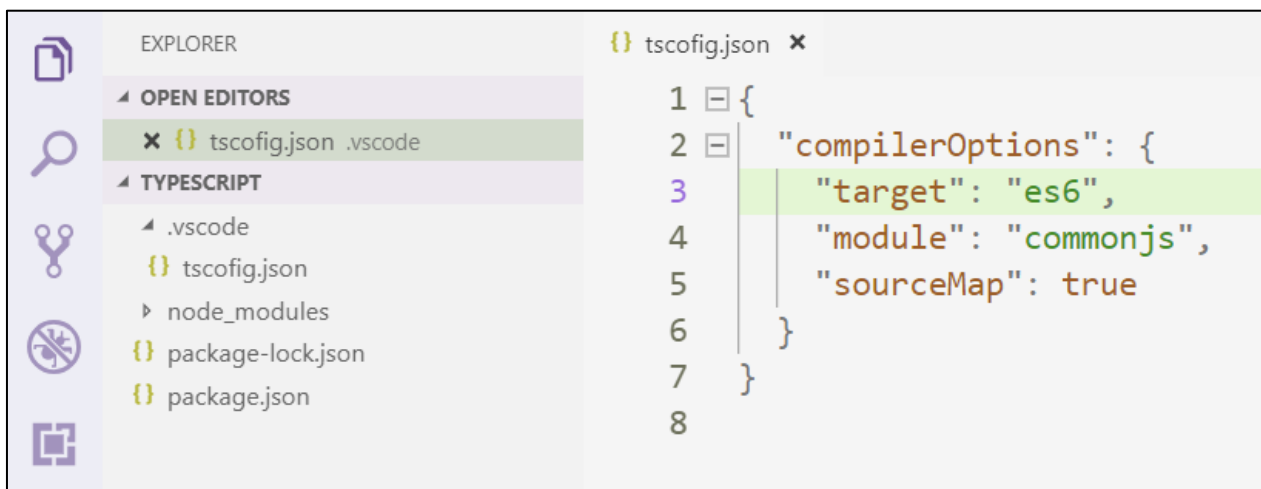 EXPLORER
OPEN EDITORS
{} tscofig.json .vscode
TYPESCRIPT
.vscode
{} tscofig.json
node_modules
{} package-lock.json
{} package.json
{} tscofig.json
1 {
2 "compilerOptions": {
3 "target": "es6",
4 "module": "commonjs",
5 "sourceMap": true
6 }
7 }
8